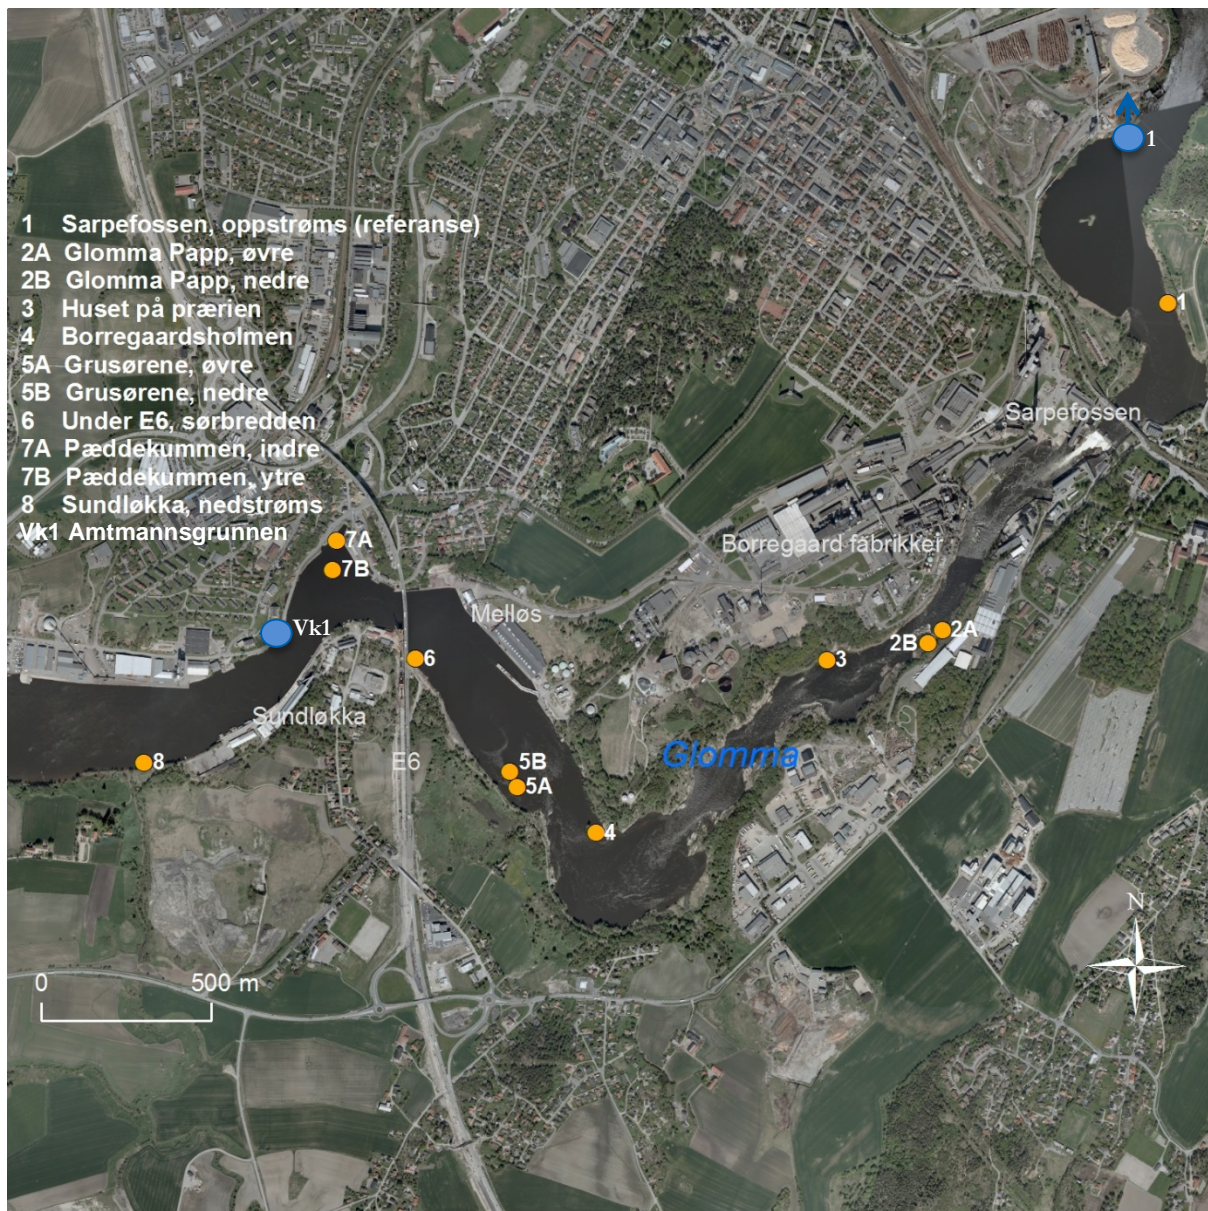 1
1 Sarpefossen, oppstrøms (referanse)
2A Glomma Papp, øvre
2B Glomma Papp, nedre
3 Huset på prærien
4 Borregaardsholmen
5A Grusørene, øvre
5B Grusørene, nedre
6 Under E6, sørbredden
7A Pæddekummen, indre
7B Pæddekummen, ytre
8 Sundløkka, nedstrøms
Vk1 Amtmannsgrunnen
1
Sarpefossen
7A
Borregaard fabrikker
7B
Melløs
Vk1
2A
2B
6
3
Sundløkka
Glomma
E6
8
5B
5A
4
N
0 500 m